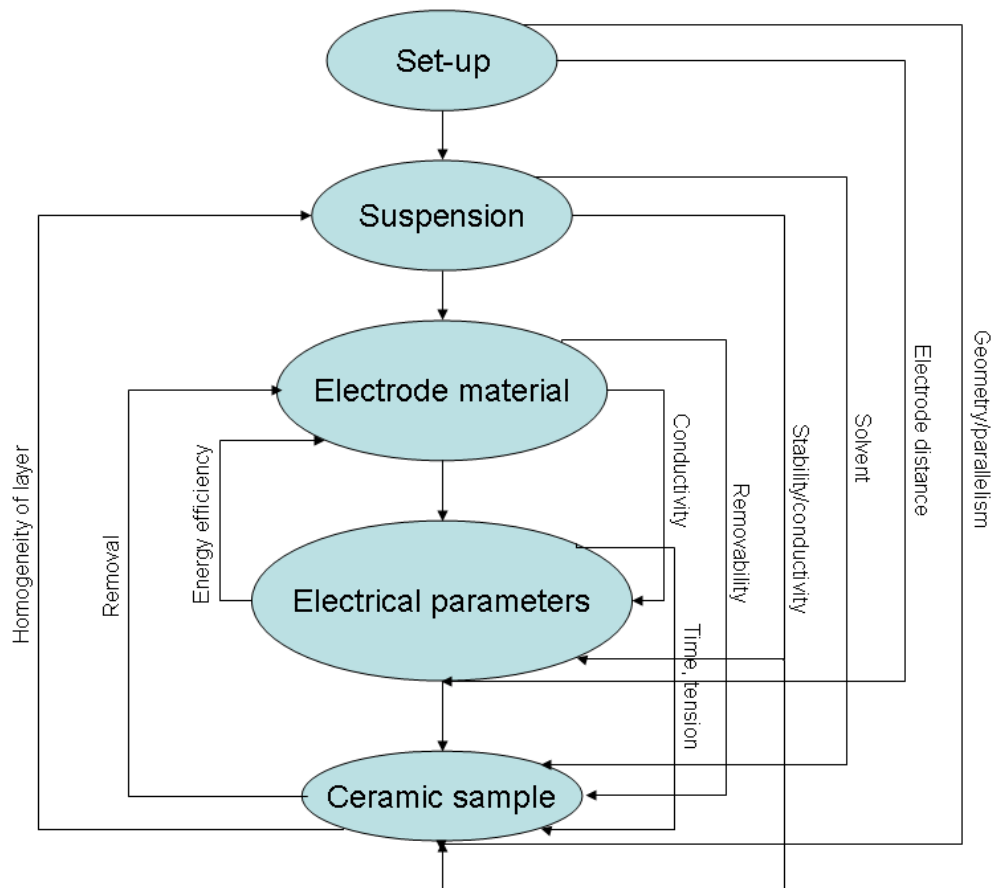 Set-up
Suspension
Electrode material
Electrical parameters
Ceramic sample
Homogeneity of layer
Removal
Energy efficiency
Conductivity
Time, tension
Removability
Stability/conductivity
Solvent
Electrode distance
Geometry/parallelism